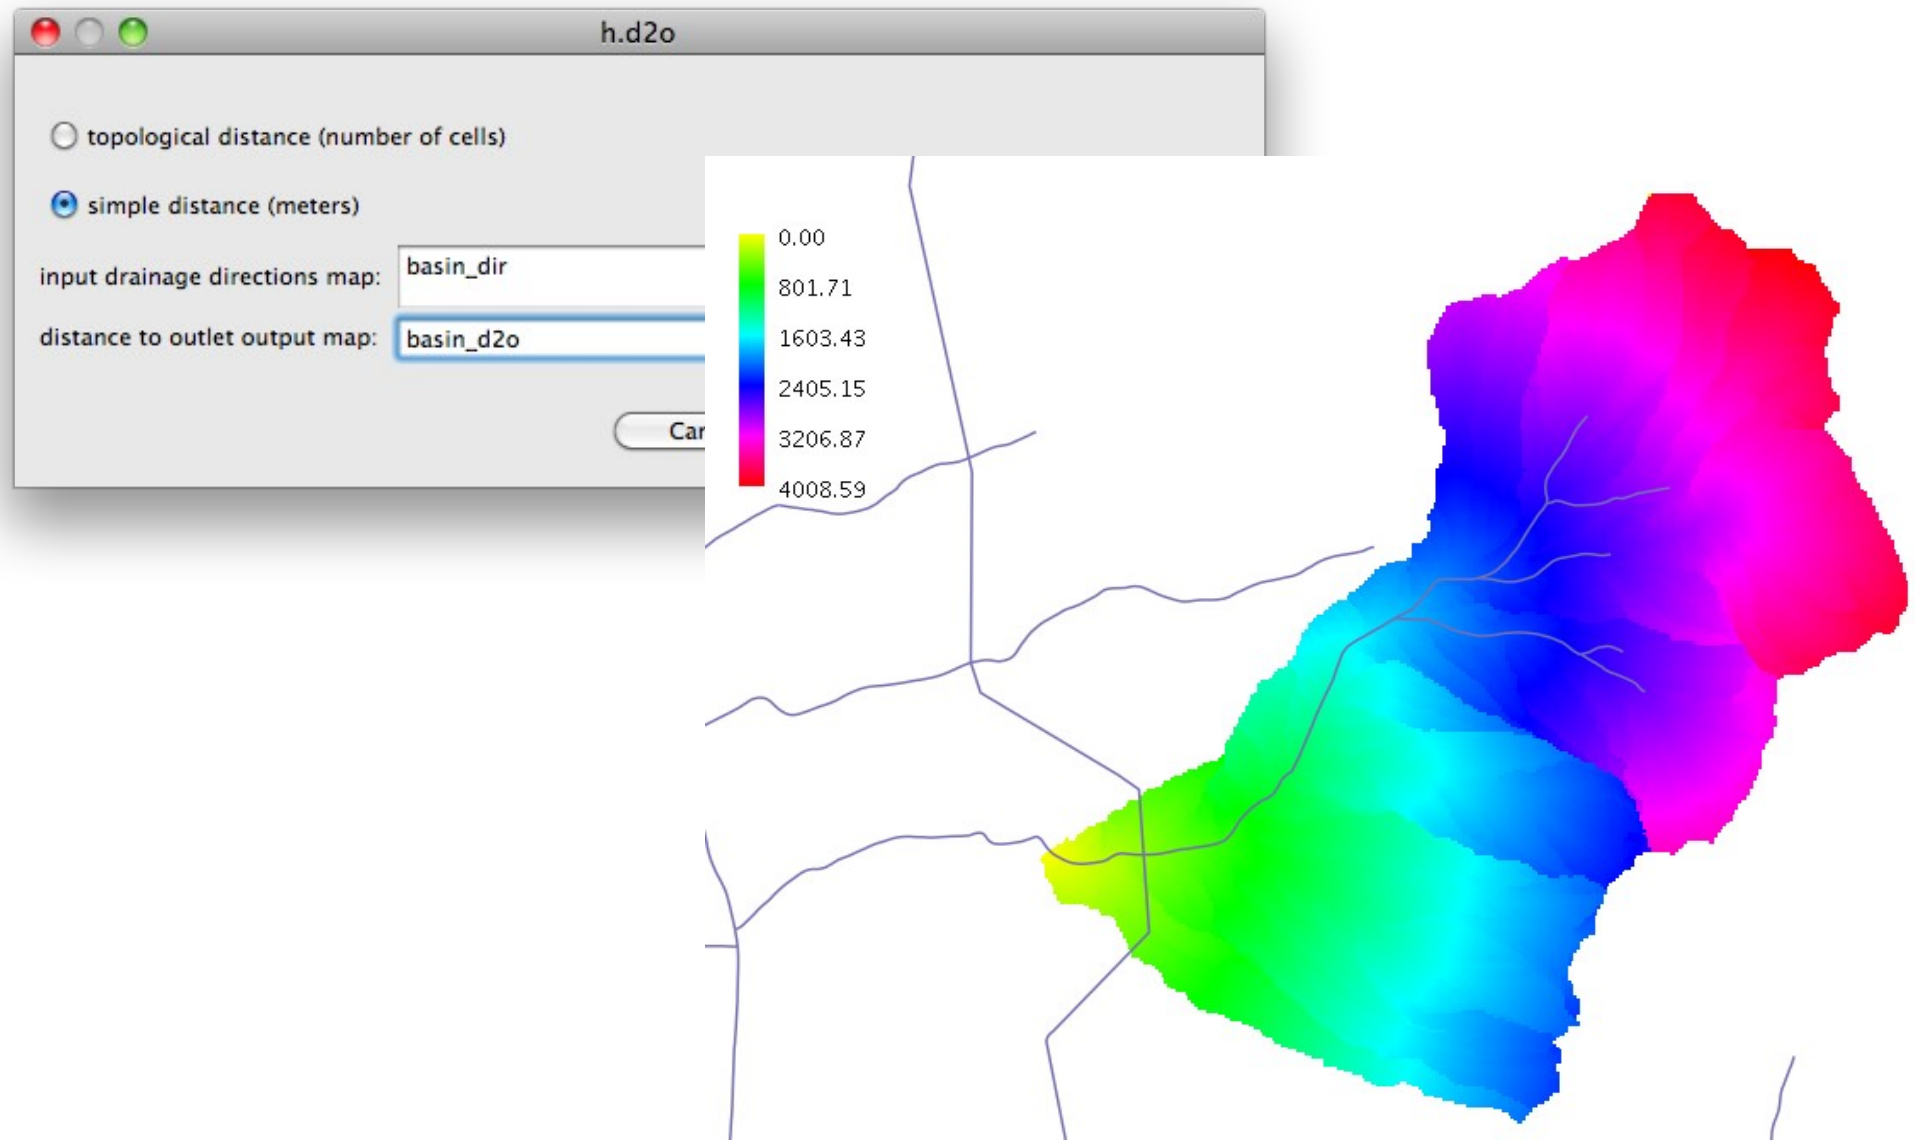 h.d2o
topological distance (number of cells)
simple distance (meters)
input drainage directions map: basin_dir
distance to outlet output map: basin_d2o
0.00
801.71
1603.43
2405.15
3206.87
4008.59